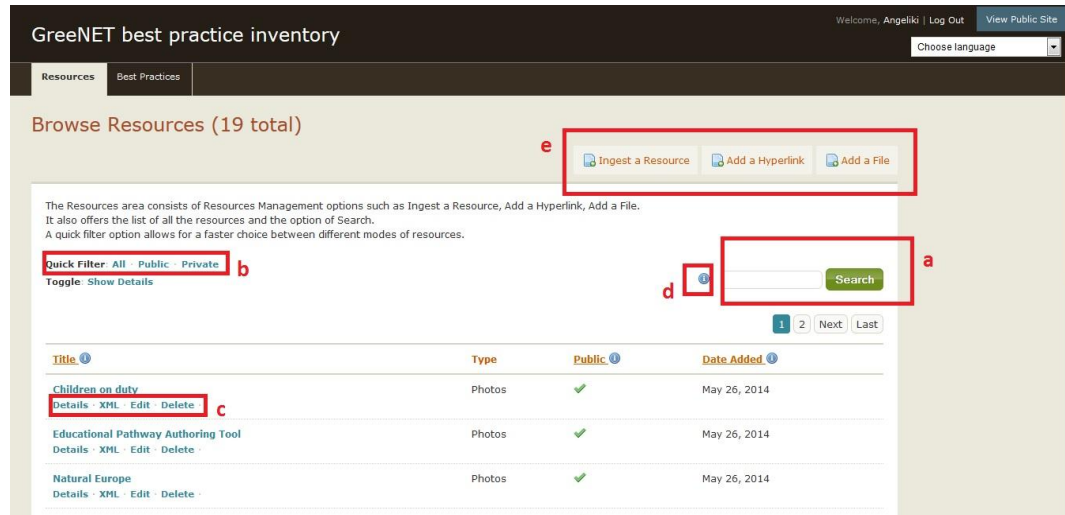 Welcome, Angeliki | Log Out View Public Site
GreeNET best practice inventory
Choose language
Resources Best Practices
Browse Resources (19 total)
e
Ingest a Resource Add a Hyperlink Add a File
The Resources area consists of Resources Management options such as Ingest a Resource, Add a Hyperlink, Add a File.
It also offers the list of all the resources and the option of Search.
A quick filter option allows for a faster choice between different modes of resources.
Quick Filter: All · Public · Private b a
Toggle: Show Details d Search
1 2 Next Last
Title Type Public Date Added
Children on duty Photos May 26, 2014
Details · XML · Edit · Delete · c
Educational Pathway Authoring Tool Photos May 26, 2014
Details · XML · Edit · Delete ·
Natural Europe Photos May 26, 2014
Details · XML · Edit · Delete ·